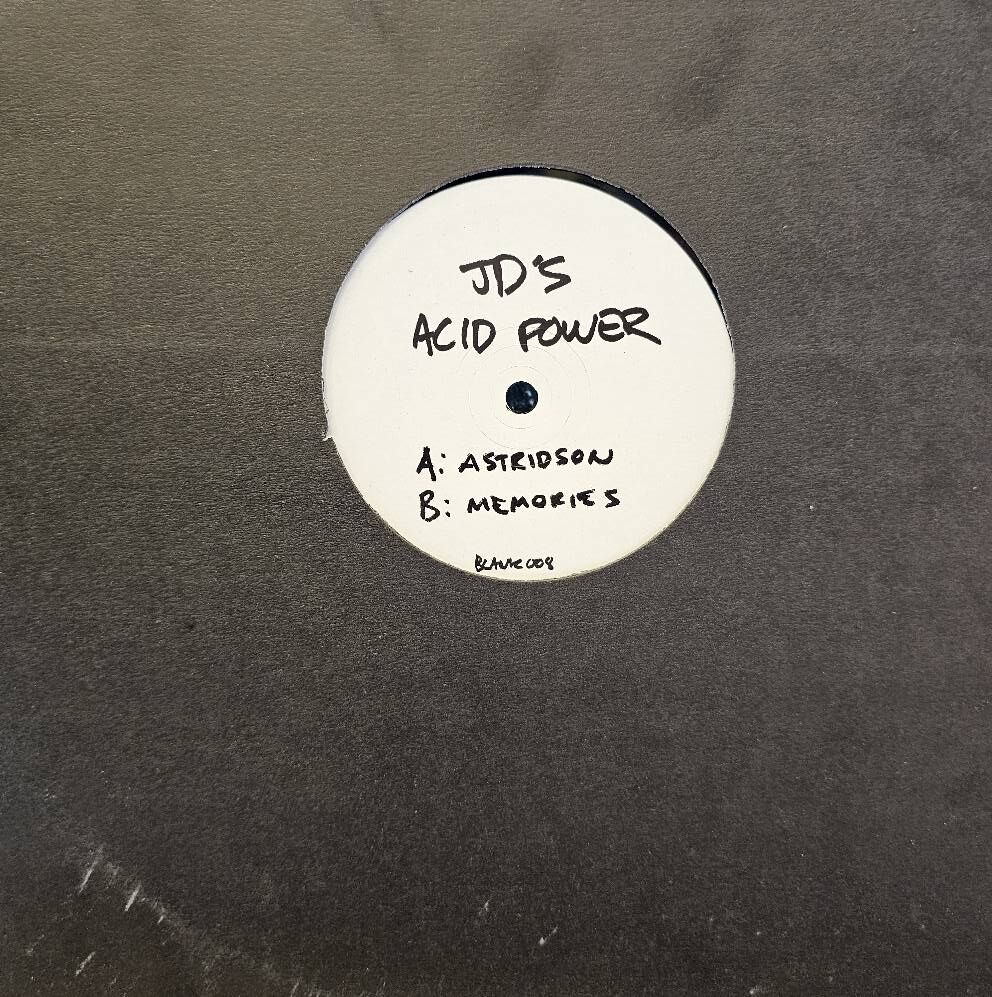 JD'S
ACID POWER
A: ASTRIDSON
B: MEMORIES
BLANK008